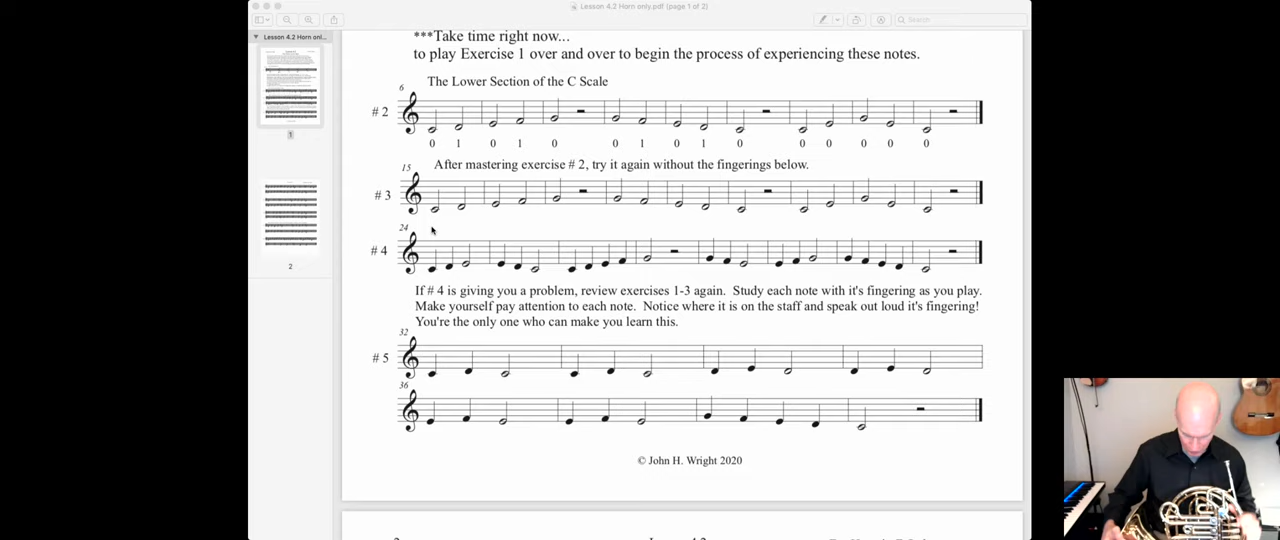 Lesson 4.2 Horn only.pdf (page 1 of 2)
Search
Lesson 4.2 Horn onl...
1
2
***Take time right now...
to play Exercise 1 over and over to begin the process of experiencing these notes.
The Lower Section of the C Scale
6
# 2
0 1 0 1 0 0 1 0 1 0 0 0 0 0 0
After mastering exercise # 2, try it again without the fingerings below.
15
# 3
24
# 4
If # 4 is giving you a problem, review exercises 1-3 again. Study each note with it's fingering as you play.
Make yourself pay attention to each note. Notice where it is on the staff and speak out loud it's fingering!
You're the only one who can make you learn this.
32
# 5
36
© John H. Wright 2020